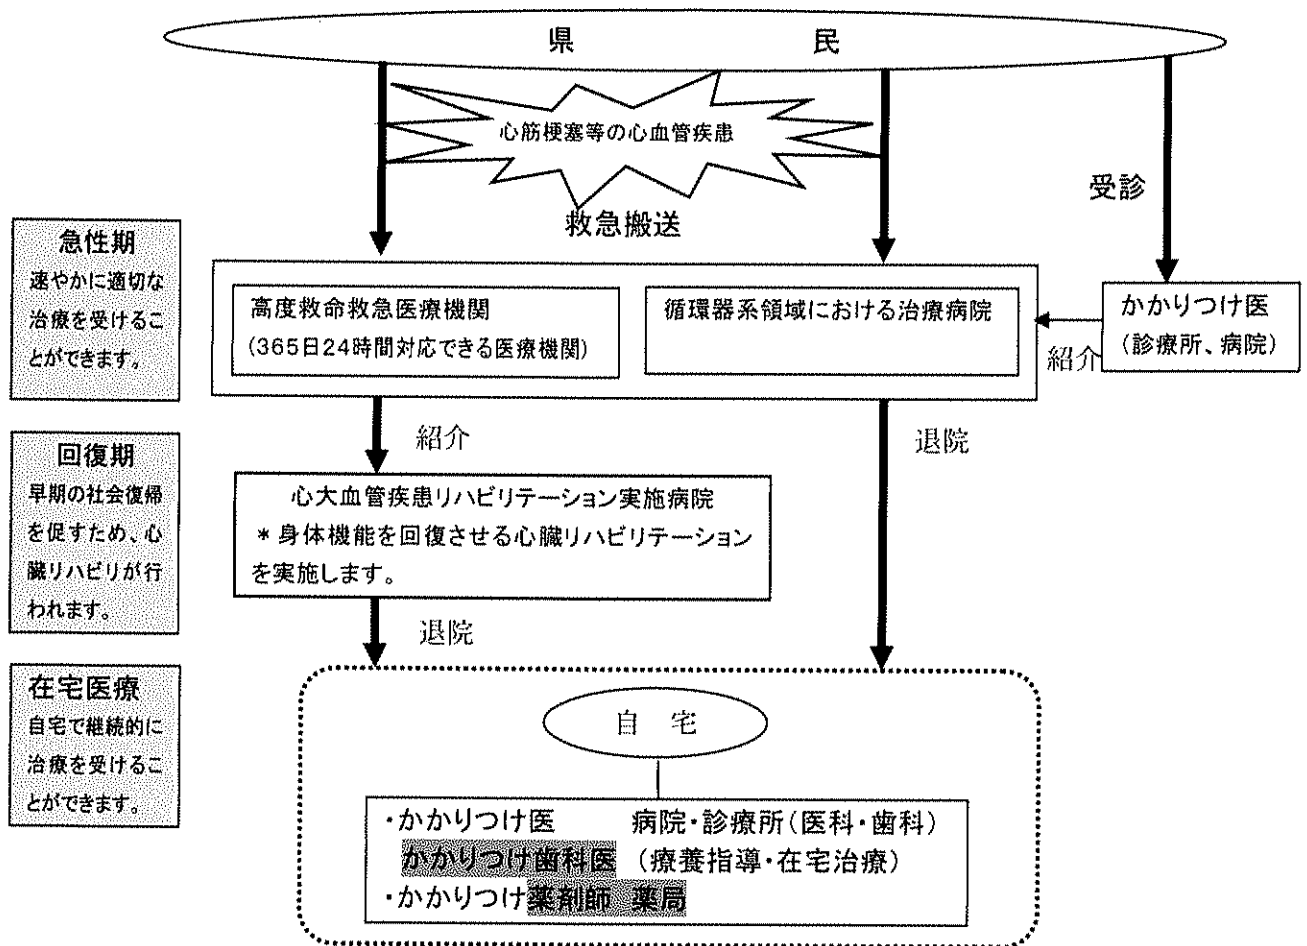 県 民
心筋梗塞等の心血管疾患
受診
救急搬送
急性期
速やかに適切な
治療を受けるこ
とができます。
高度救命救急医療機関
(365日24時間対応できる医療機関)
循環器系領域における治療病院
かかりつけ医
(診療所、病院)
紹介
紹介
退院
回復期
早期の社会復帰
を促すため、心
臓リハビリが行
われます。
心大血管疾患リハビリテーション実施病院
*身体機能を回復させる心臓リハビリテーション
を実施します。
退院
在宅医療
自宅で継続的に
治療を受けるこ
とができます。
自 宅
・かかりつけ医 病院・診療所(医科・歯科)
かかりつけ歯科医 (療養指導・在宅治療)
・かかりつけ薬剤師 薬局